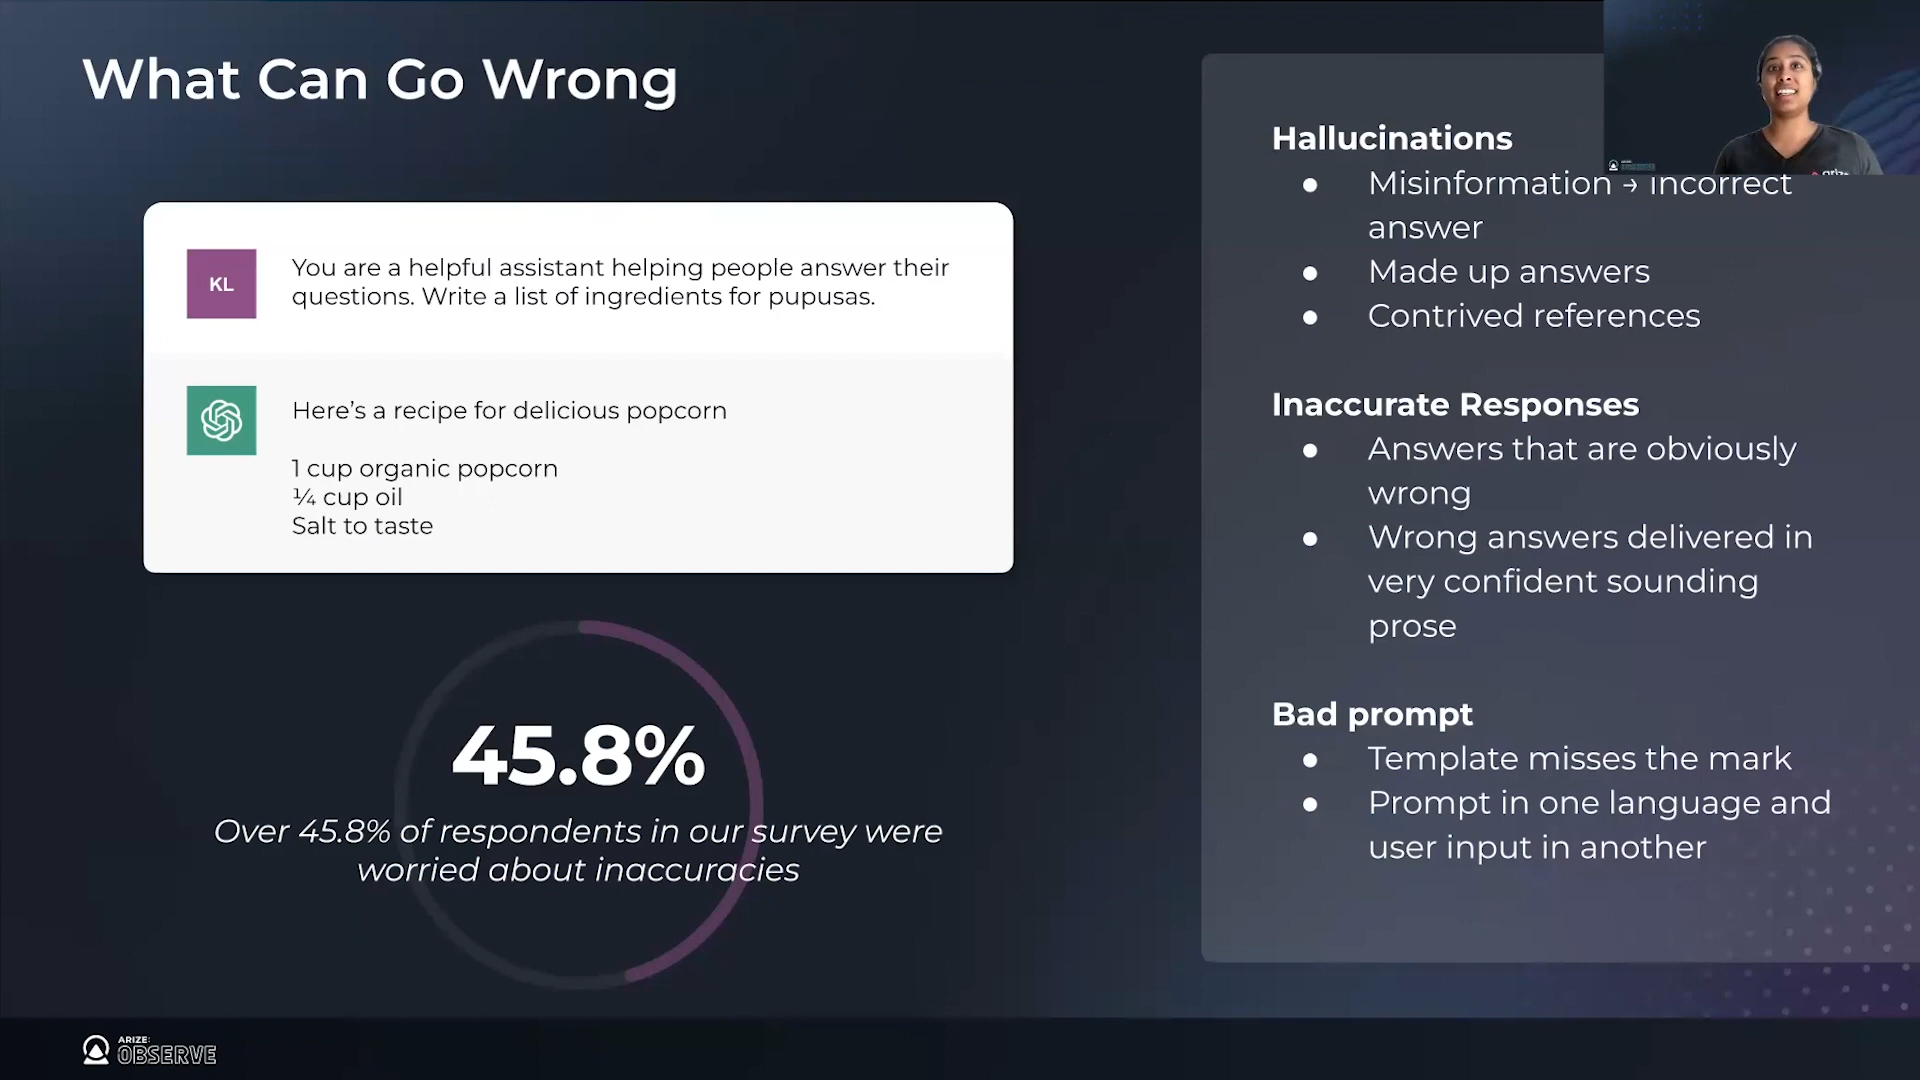 What Can Go Wrong
KL
You are a helpful assistant helping people answer their
questions. Write a list of ingredients for pupusas.
Here’s a recipe for delicious popcorn
1 cup organic popcorn
¼ cup oil
Salt to taste
45.8%
Over 45.8% of respondents in our survey were
worried about inaccuracies
Hallucinations
● Misinformation → incorrect
answer
● Made up answers
● Contrived references
Inaccurate Responses
● Answers that are obviously
wrong
● Wrong answers delivered in
very confident sounding
prose
Bad prompt
● Template misses the mark
● Prompt in one language and
user input in another
ARIZE:
OBSERVE